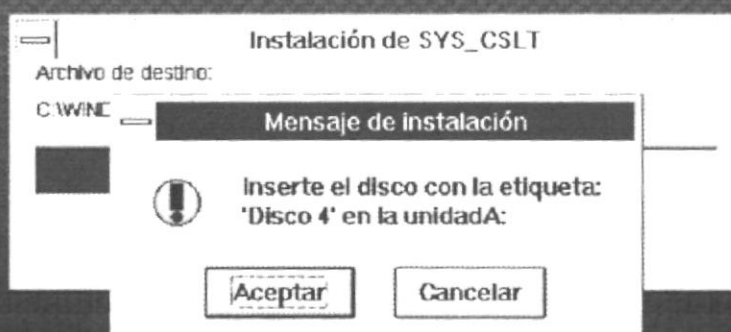 Instalación de SYS_CSLT
Archivo de destino:
C:\WIND
Mensaje de instalación
Inserte el disco con la etiqueta:
'Disco 4' en la unidadA:
Aceptar
Cancelar